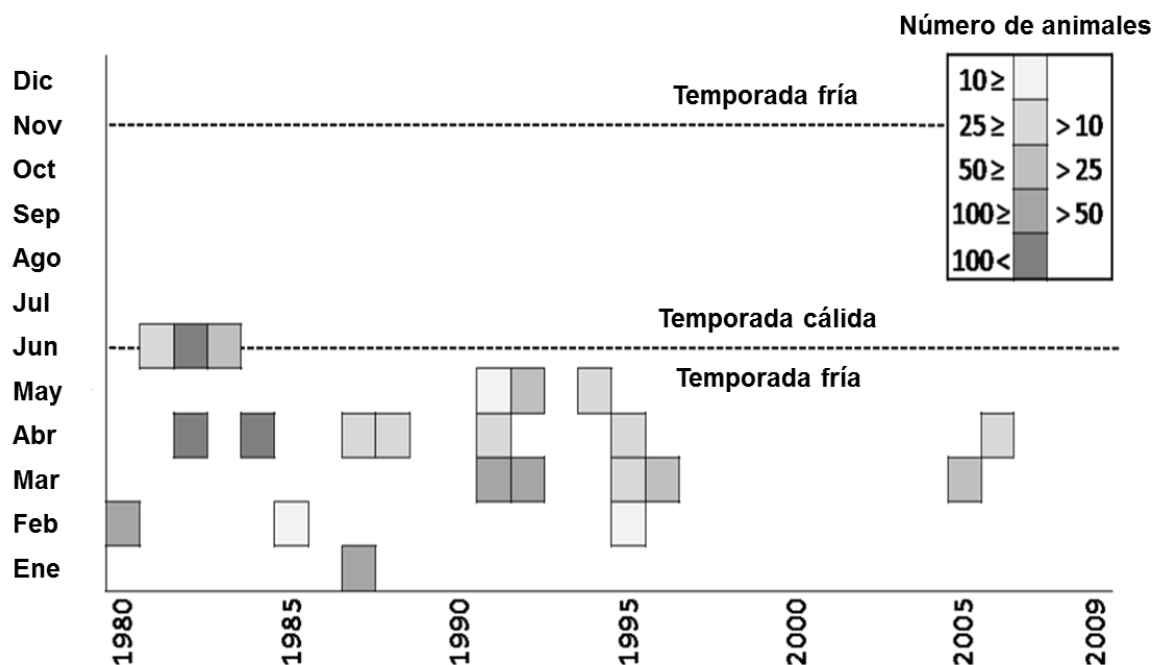 Número de animales
10≥
25≥ >10
50≥ >25
100≥ >50
100<
Dic
Nov
Oct
Sep
Ago
Jul
Jun
May
Abr
Mar
Feb
Ene
Temporada fría
Temporada cálida
Temporada fría
1980
1985
1990
1995
2000
2005
2009